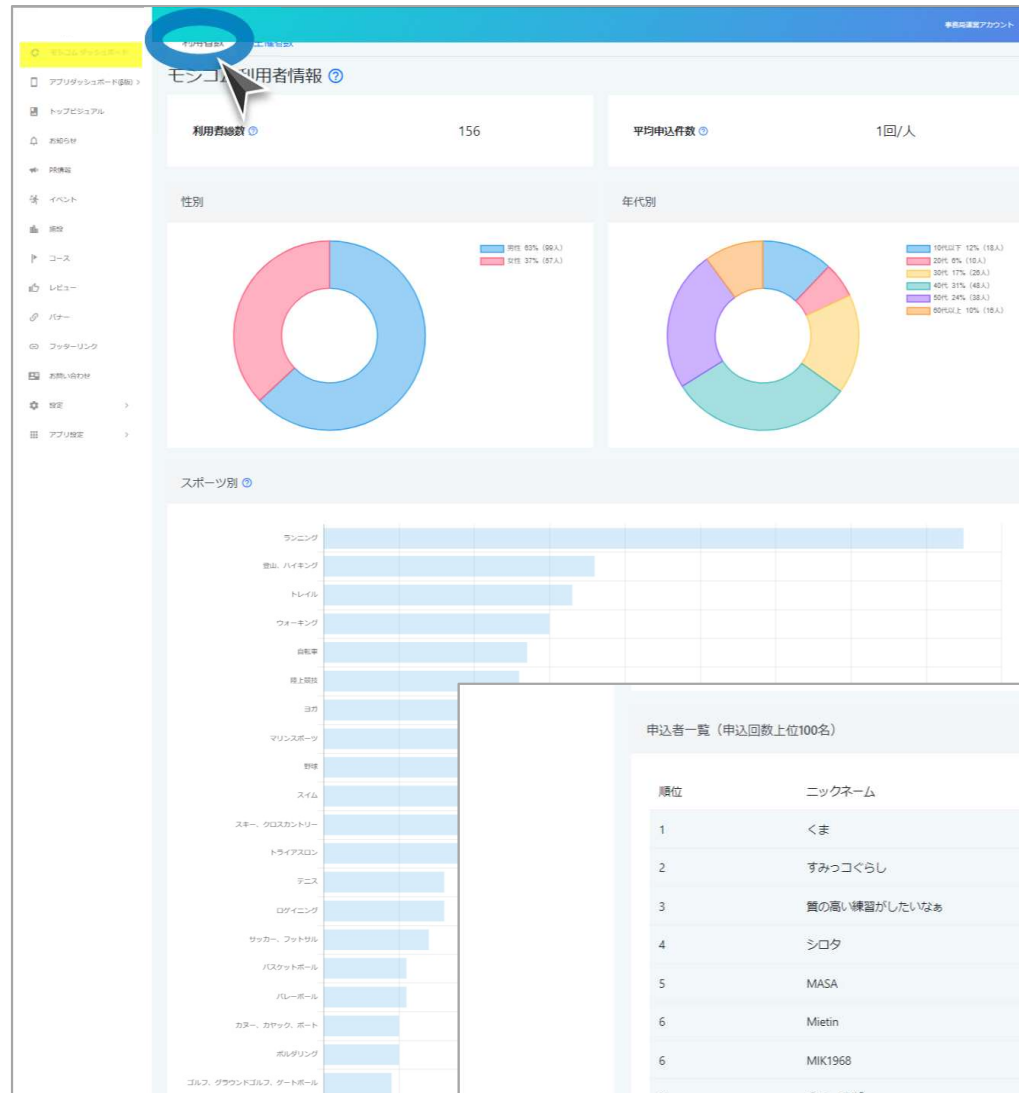 事務局運営アカウント
モシコム ダッシュボード
アプリダッシュボード(β版) >
トップビジュアル
お知らせ
PR情報
イベント
施設
コース
レビュー
バナー
フッターリンク
お問い合わせ
設定 >
アプリ設定 >
利用者数
主催者数
モシコム利用者情報
利用者総数 156
平均申込件数 1回/人
性別
男性 63% (99人)
女性 37% (57人)
年代別
10代以下 12% (18人)
20代 6% (10人)
30代 17% (26人)
40代 31% (48人)
50代 24% (38人)
60代以上 10% (16人)
スポーツ別
ランニング
登山、ハイキング
トレイル
ウォーキング
自転車
陸上競技
ヨガ
マリンスポーツ
野球
スイム
スキー、クロスカントリー
トライアスロン
テニス
ロゲイニング
サッカー、フットサル
バスケットボール
バレーボール
カヌー、カヤック、ボート
ボルダリング
ゴルフ、グラウンドゴルフ、ゲートボール
申込者一覧（申込回数上位100名）
順位 ニックネーム
1 くま
2 すみっコぐらし
3 質の高い練習がしたいなぁ
4 シロタ
5 MASA
6 Mietin
6 MIK1968